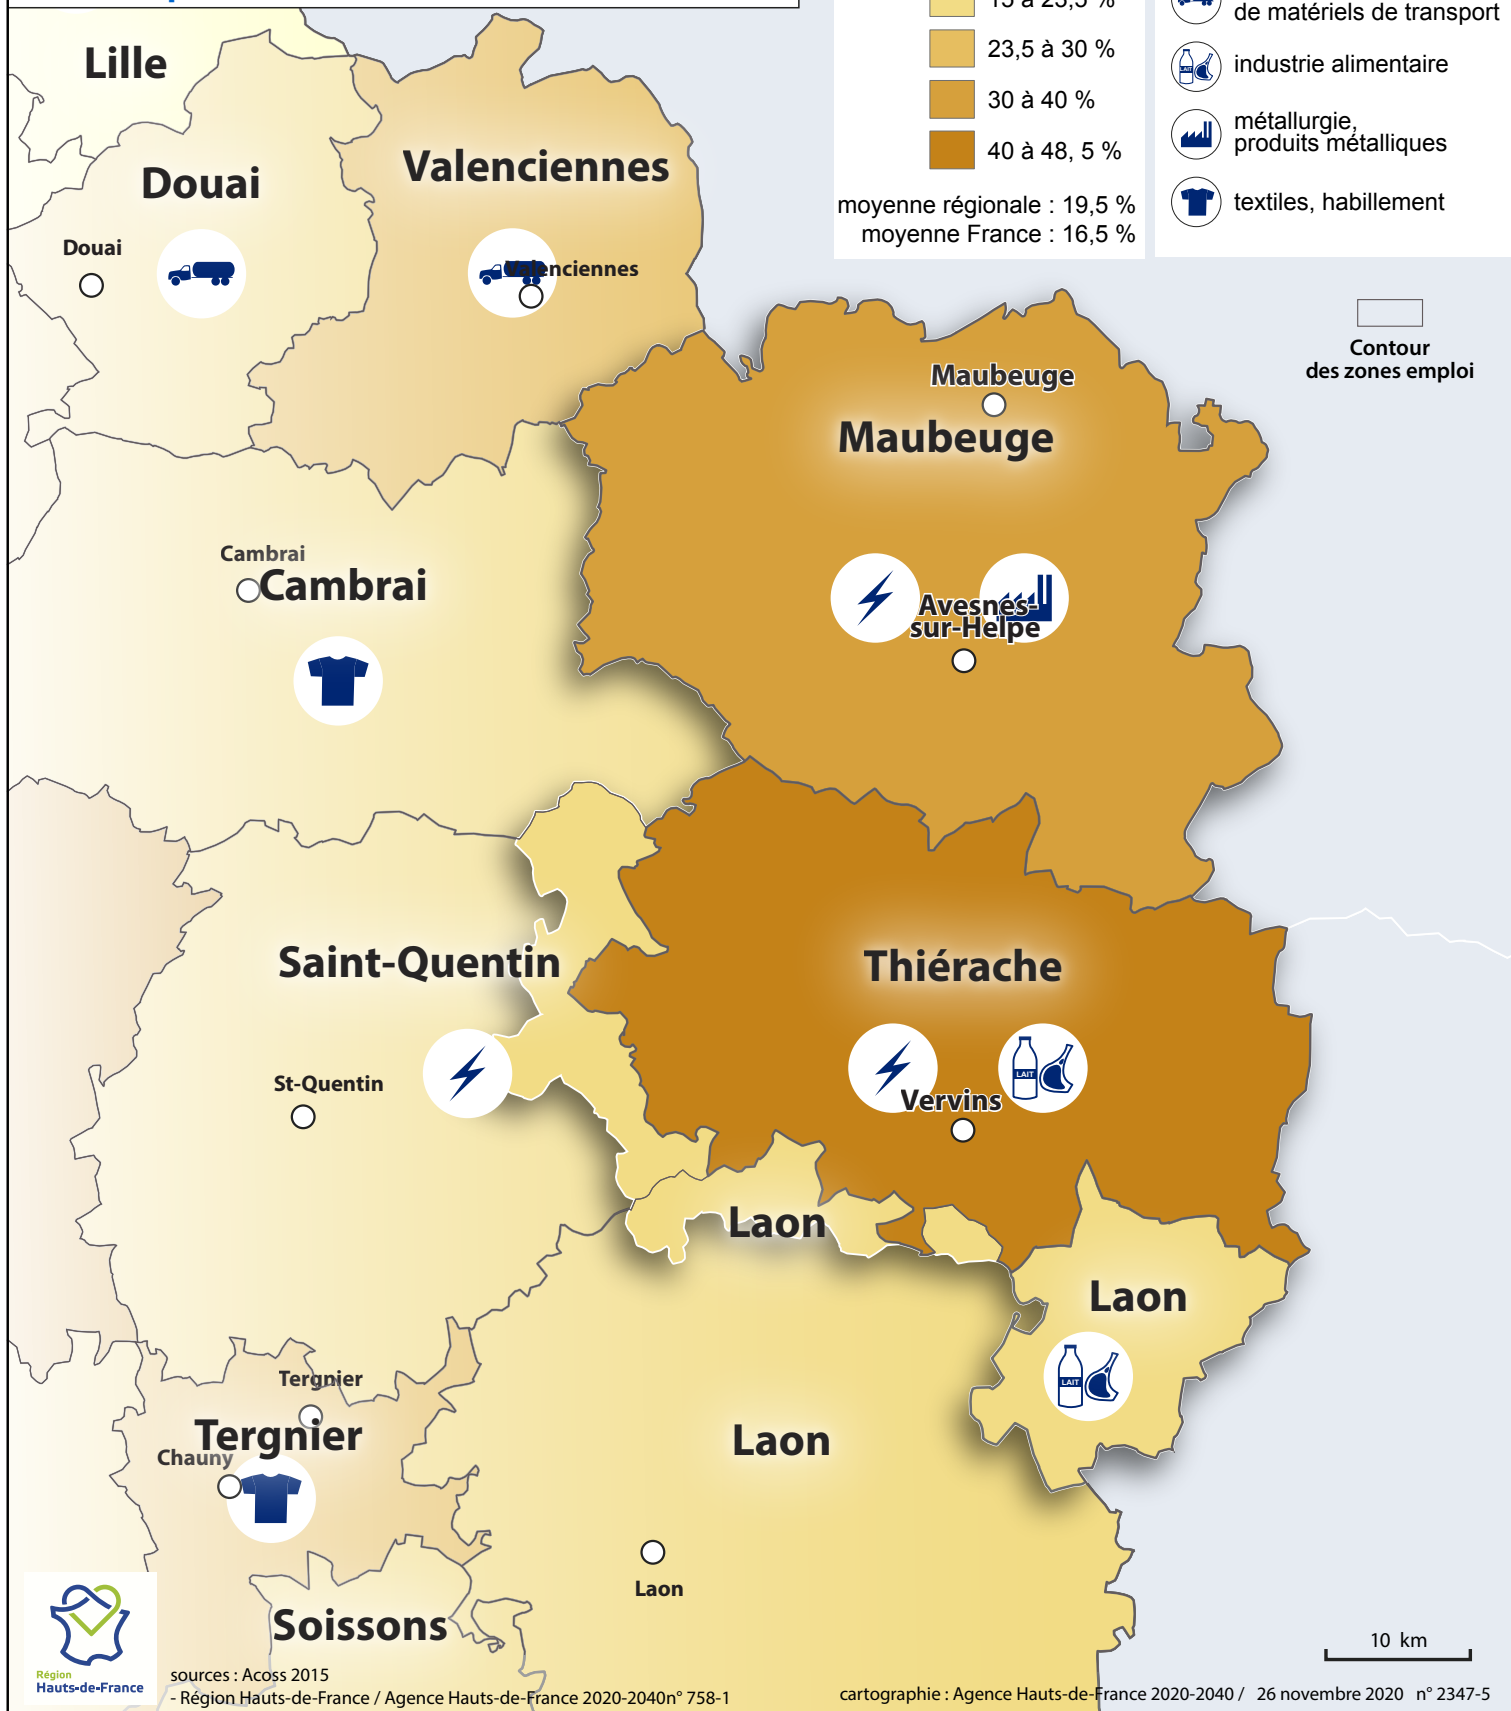 15 à 23,5 %
23,5 à 30 %
30 à 40 %
40 à 48, 5 %
moyenne régionale : 19,5 %
moyenne France : 16,5 %
de matériels de transport
industrie alimentaire
métallurgie,
produits métalliques
textiles, habillement
LAIT
Contour
des zones emploi
Lille
Douai
Douai
Valenciennes
Valenciennes
Maubeuge
Maubeuge
Avesnes-
sur-Helpe
Cambrai
Cambrai
Saint-Quentin
St-Quentin
Thiérache
LAIT
Vervins
Laon
Laon
LAIT
Tergnier
Tergnier
Chauny
Laon
Laon
Soissons
Région
Hauts-de-France
sources : Acoss 2015
- Région Hauts-de-France / Agence Hauts-de-France 2020-2040n° 758-1
10 km
cartographie : Agence Hauts-de-France 2020-2040 / 26 novembre 2020 n° 2347-5